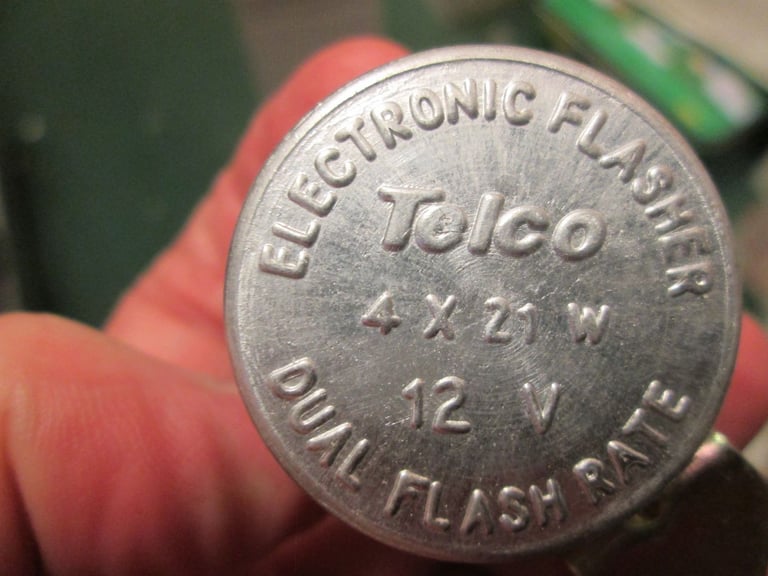 ELECTRONIC FLASHER
Telco
4 X 21 W
12 V
DUAL FLASH RATE